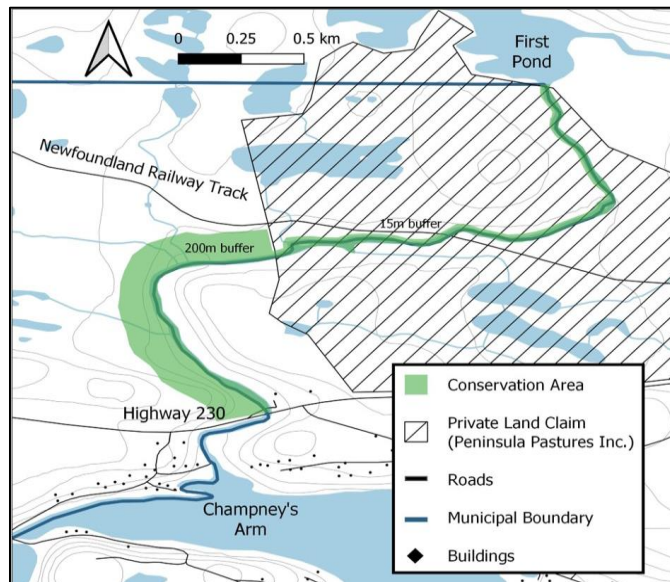 0 0.25 0.5 km
First
Pond
Newfoundland Railway Track
15m buffer
200m buffer
Highway 230
Champney's
Arm
Conservation Area
Private Land Claim
(Peninsula Pastures Inc.)
Roads
Municipal Boundary
Buildings